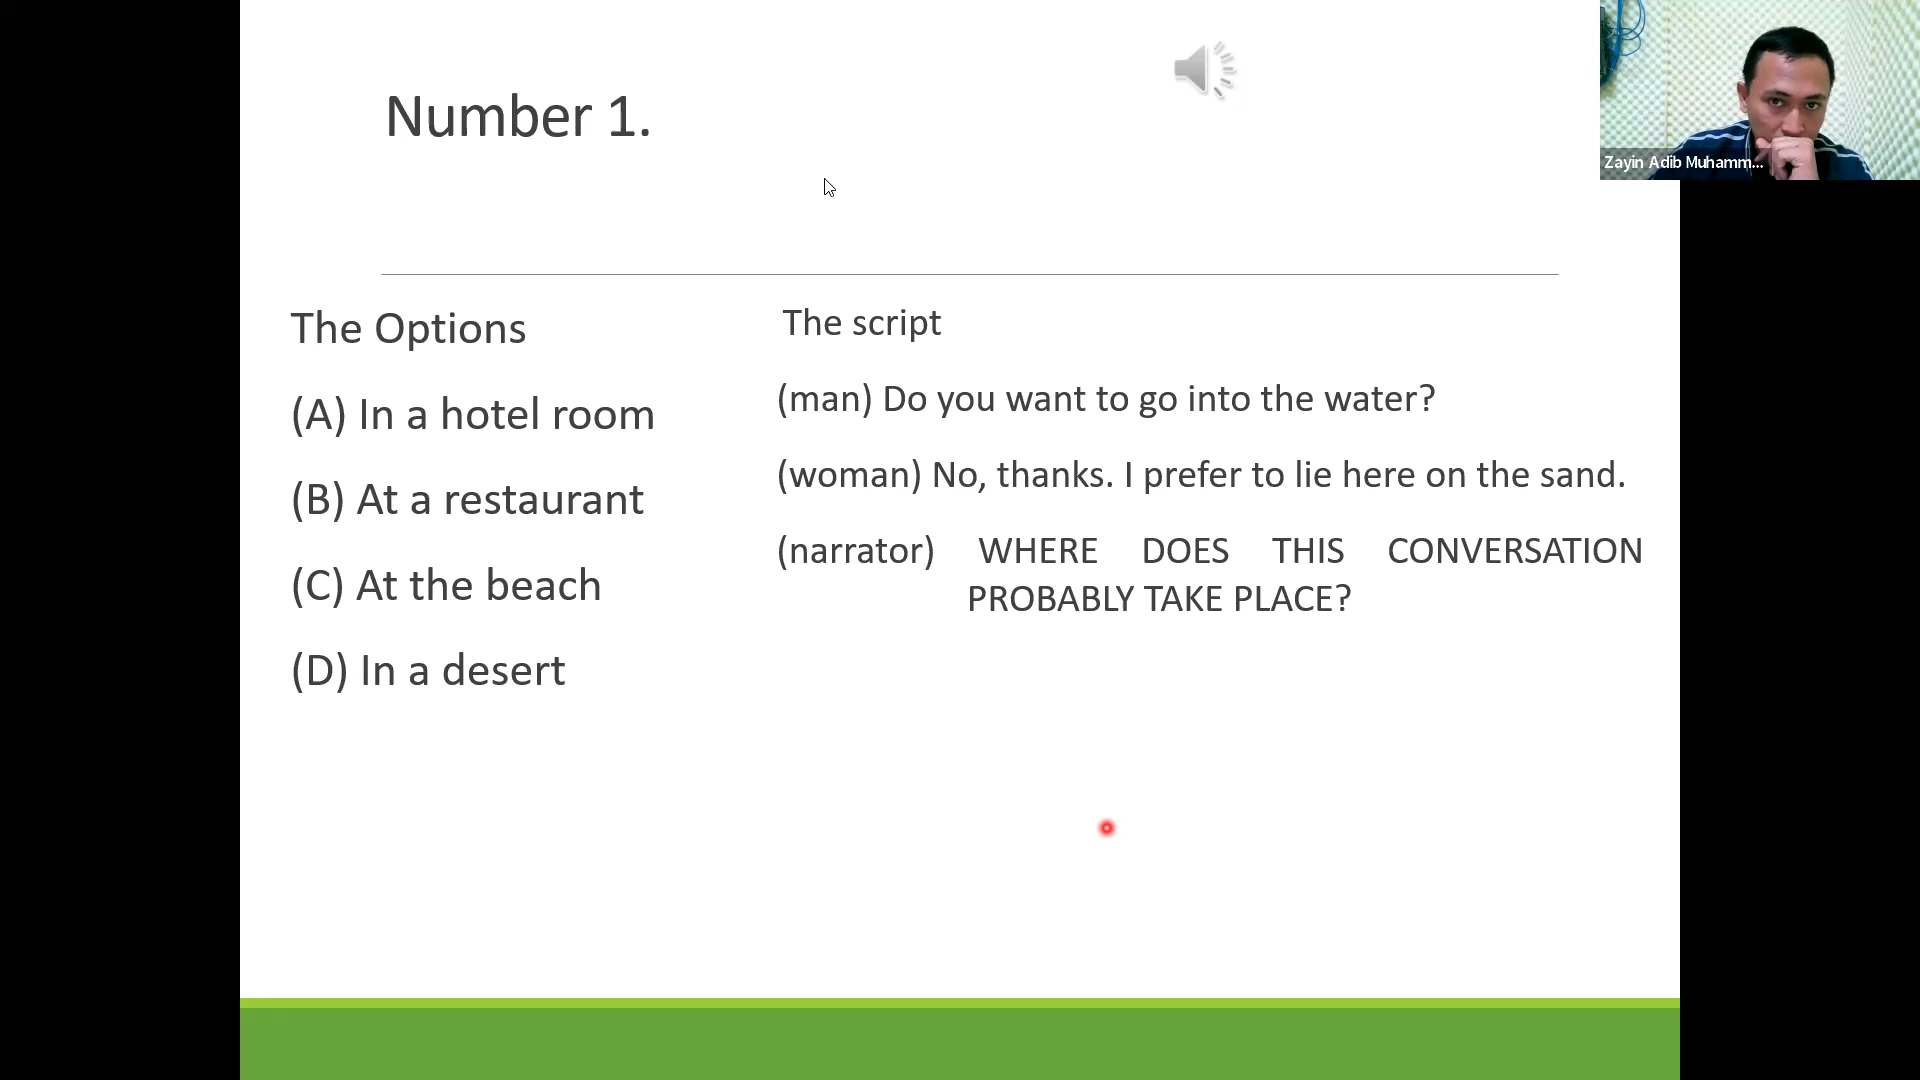 Number 1.
The Options
(A) In a hotel room
(B) At a restaurant
(C) At the beach
(D) In a desert
The script
(man) Do you want to go into the water?
(woman) No, thanks. I prefer to lie here on the sand.
(narrator) WHERE DOES THIS CONVERSATION
PROBABLY TAKE PLACE?
Zayin Adib Muhamm...